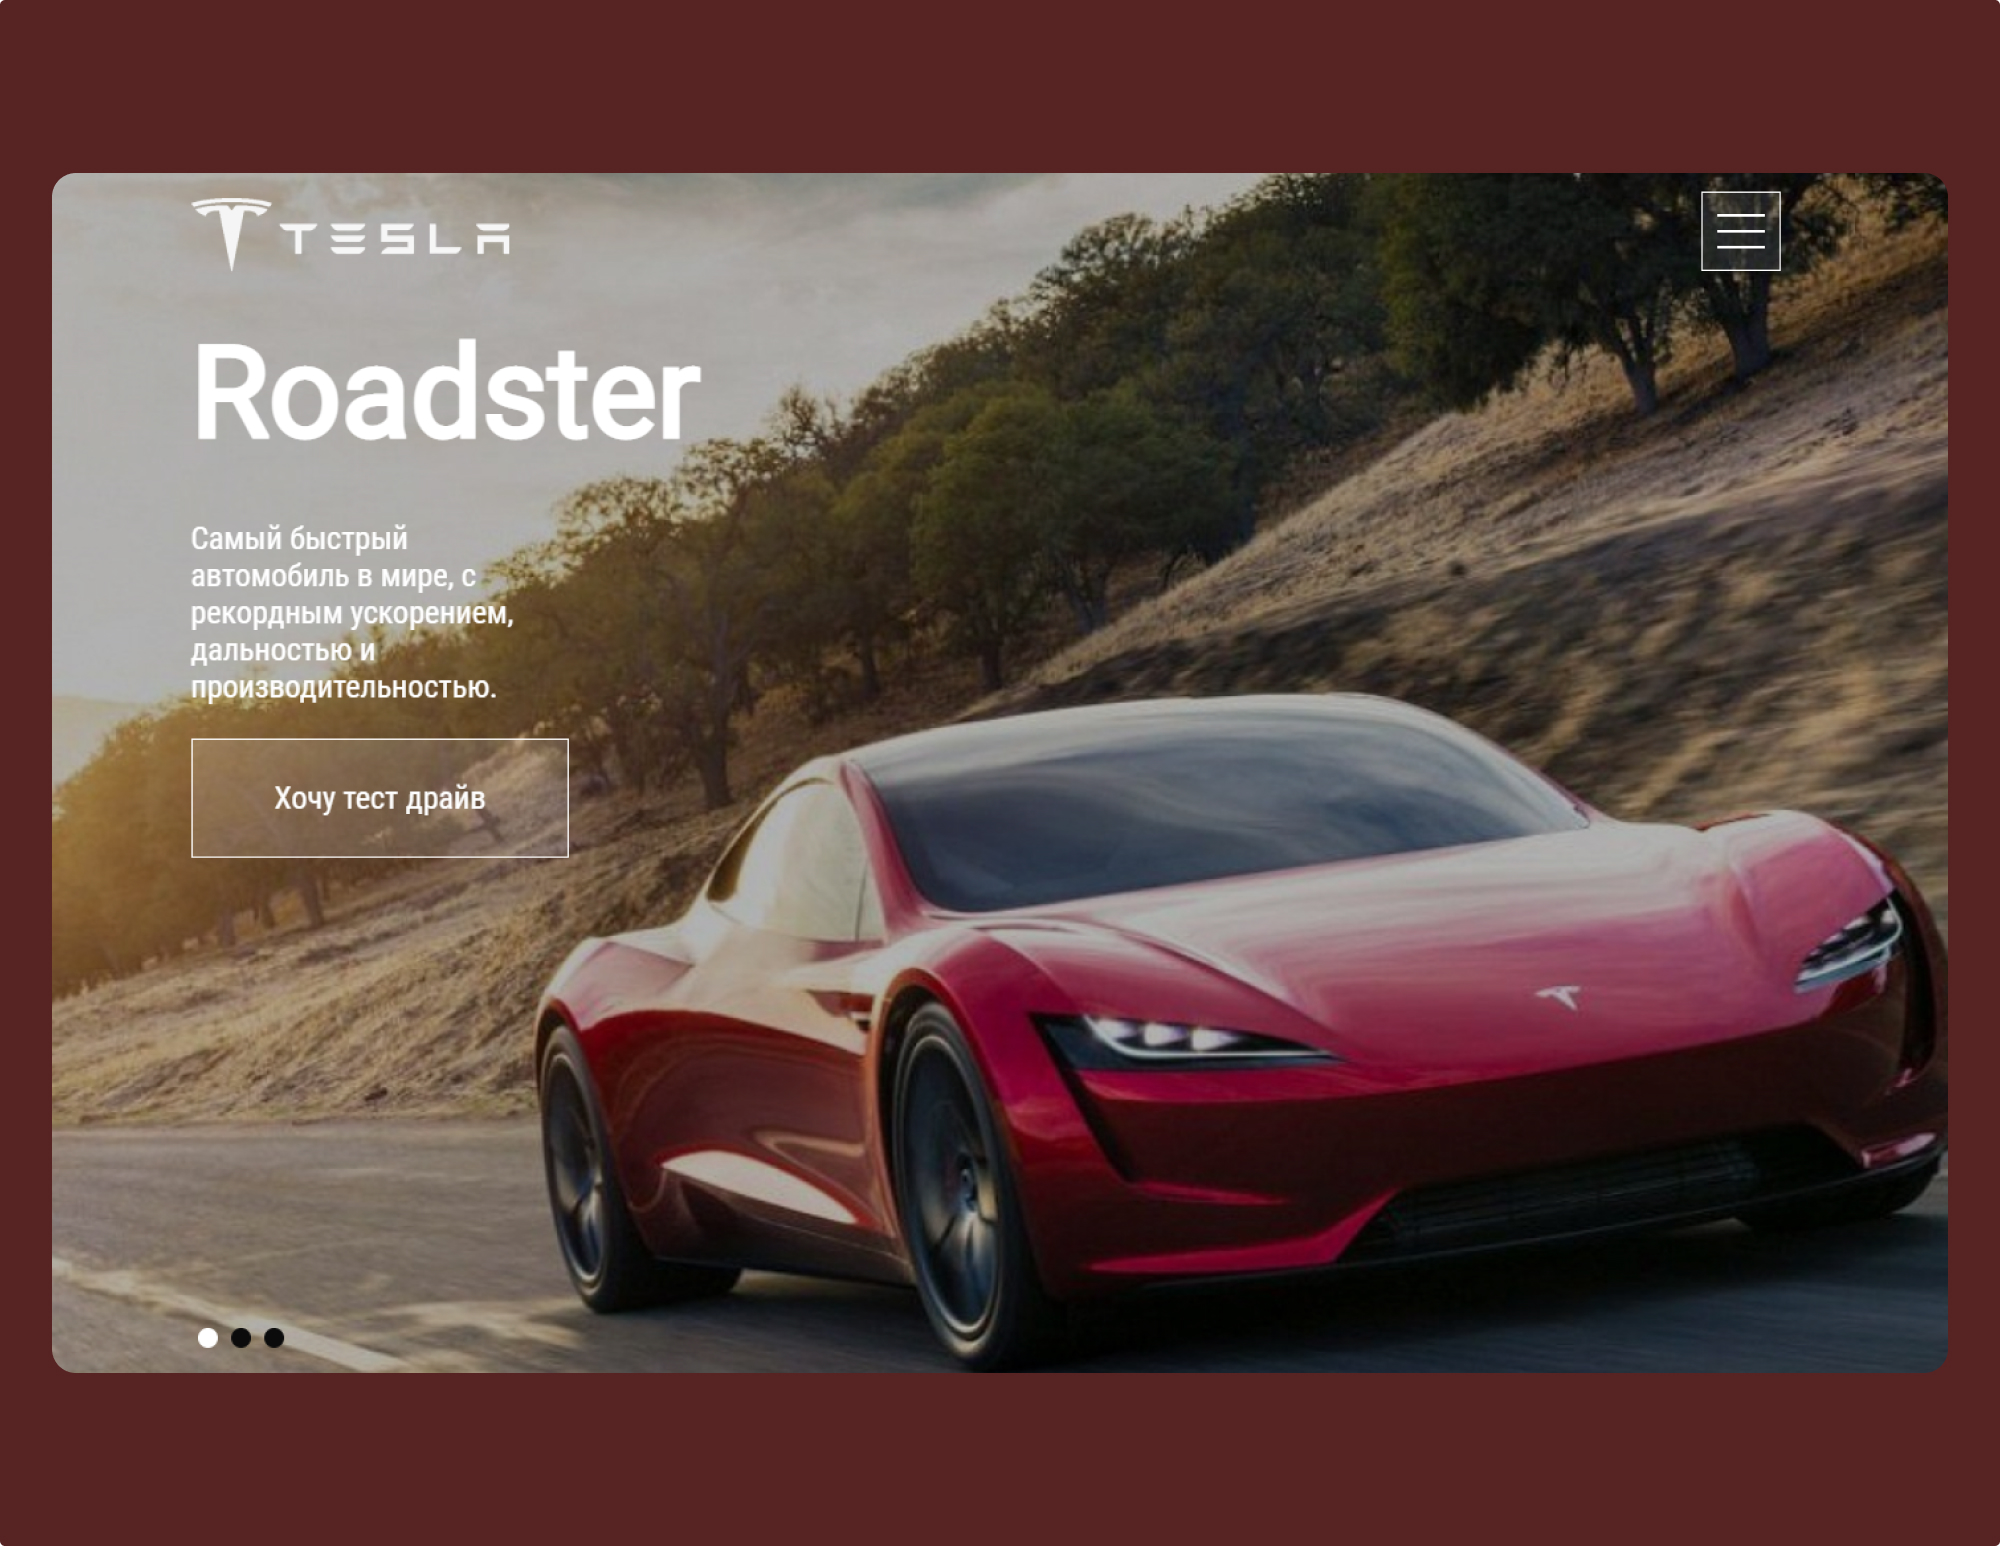 TESLA
Roadster
Самый быстрый
автомобиль в мире, с
рекордным ускорением,
дальностью и
производительностью.
Хочу тест драйв